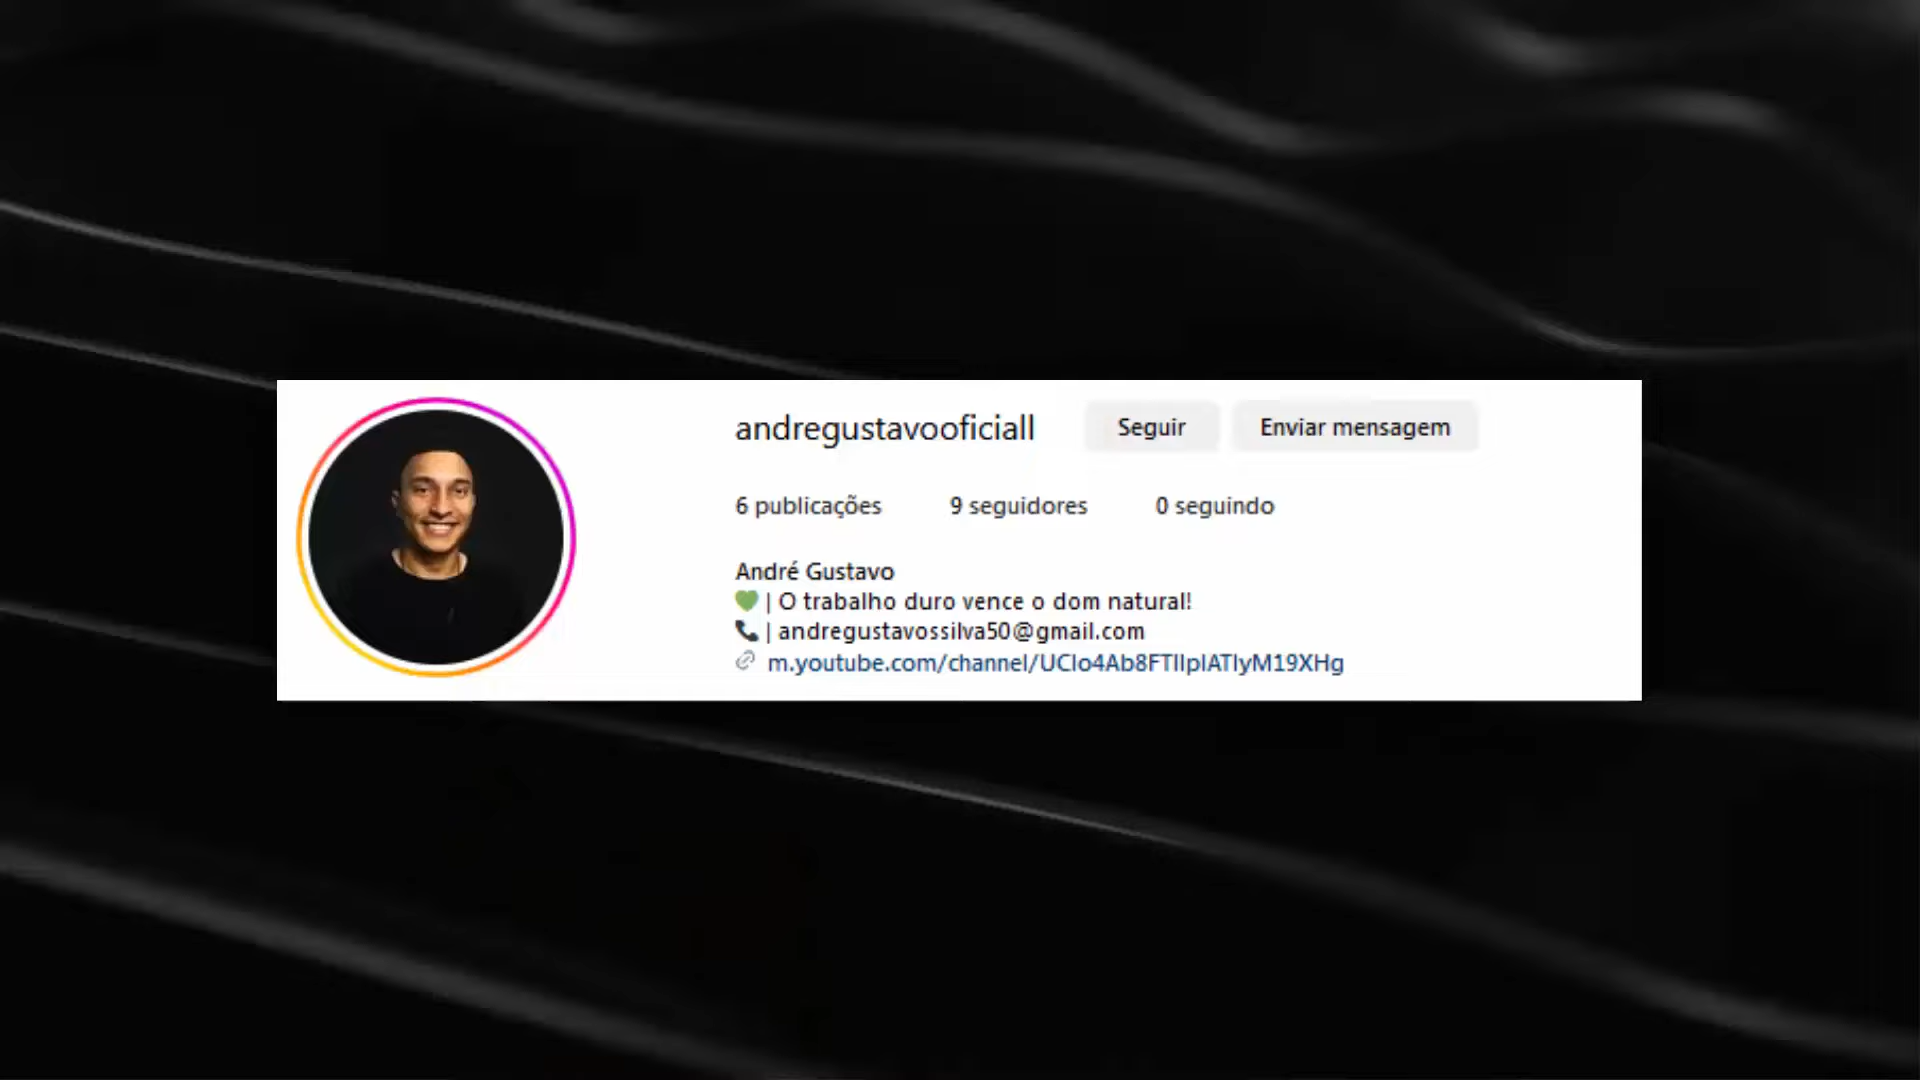 andregustavooficiall Seguir Enviar mensagem
6 publicações 9 seguidores 0 seguindo
André Gustavo
💚 | O trabalho duro vence o dom natural!
📞 | andregustavossilva50@gmail.com
m.youtube.com/channel/UCIo4Ab8FTIIpIATIyM19XHg